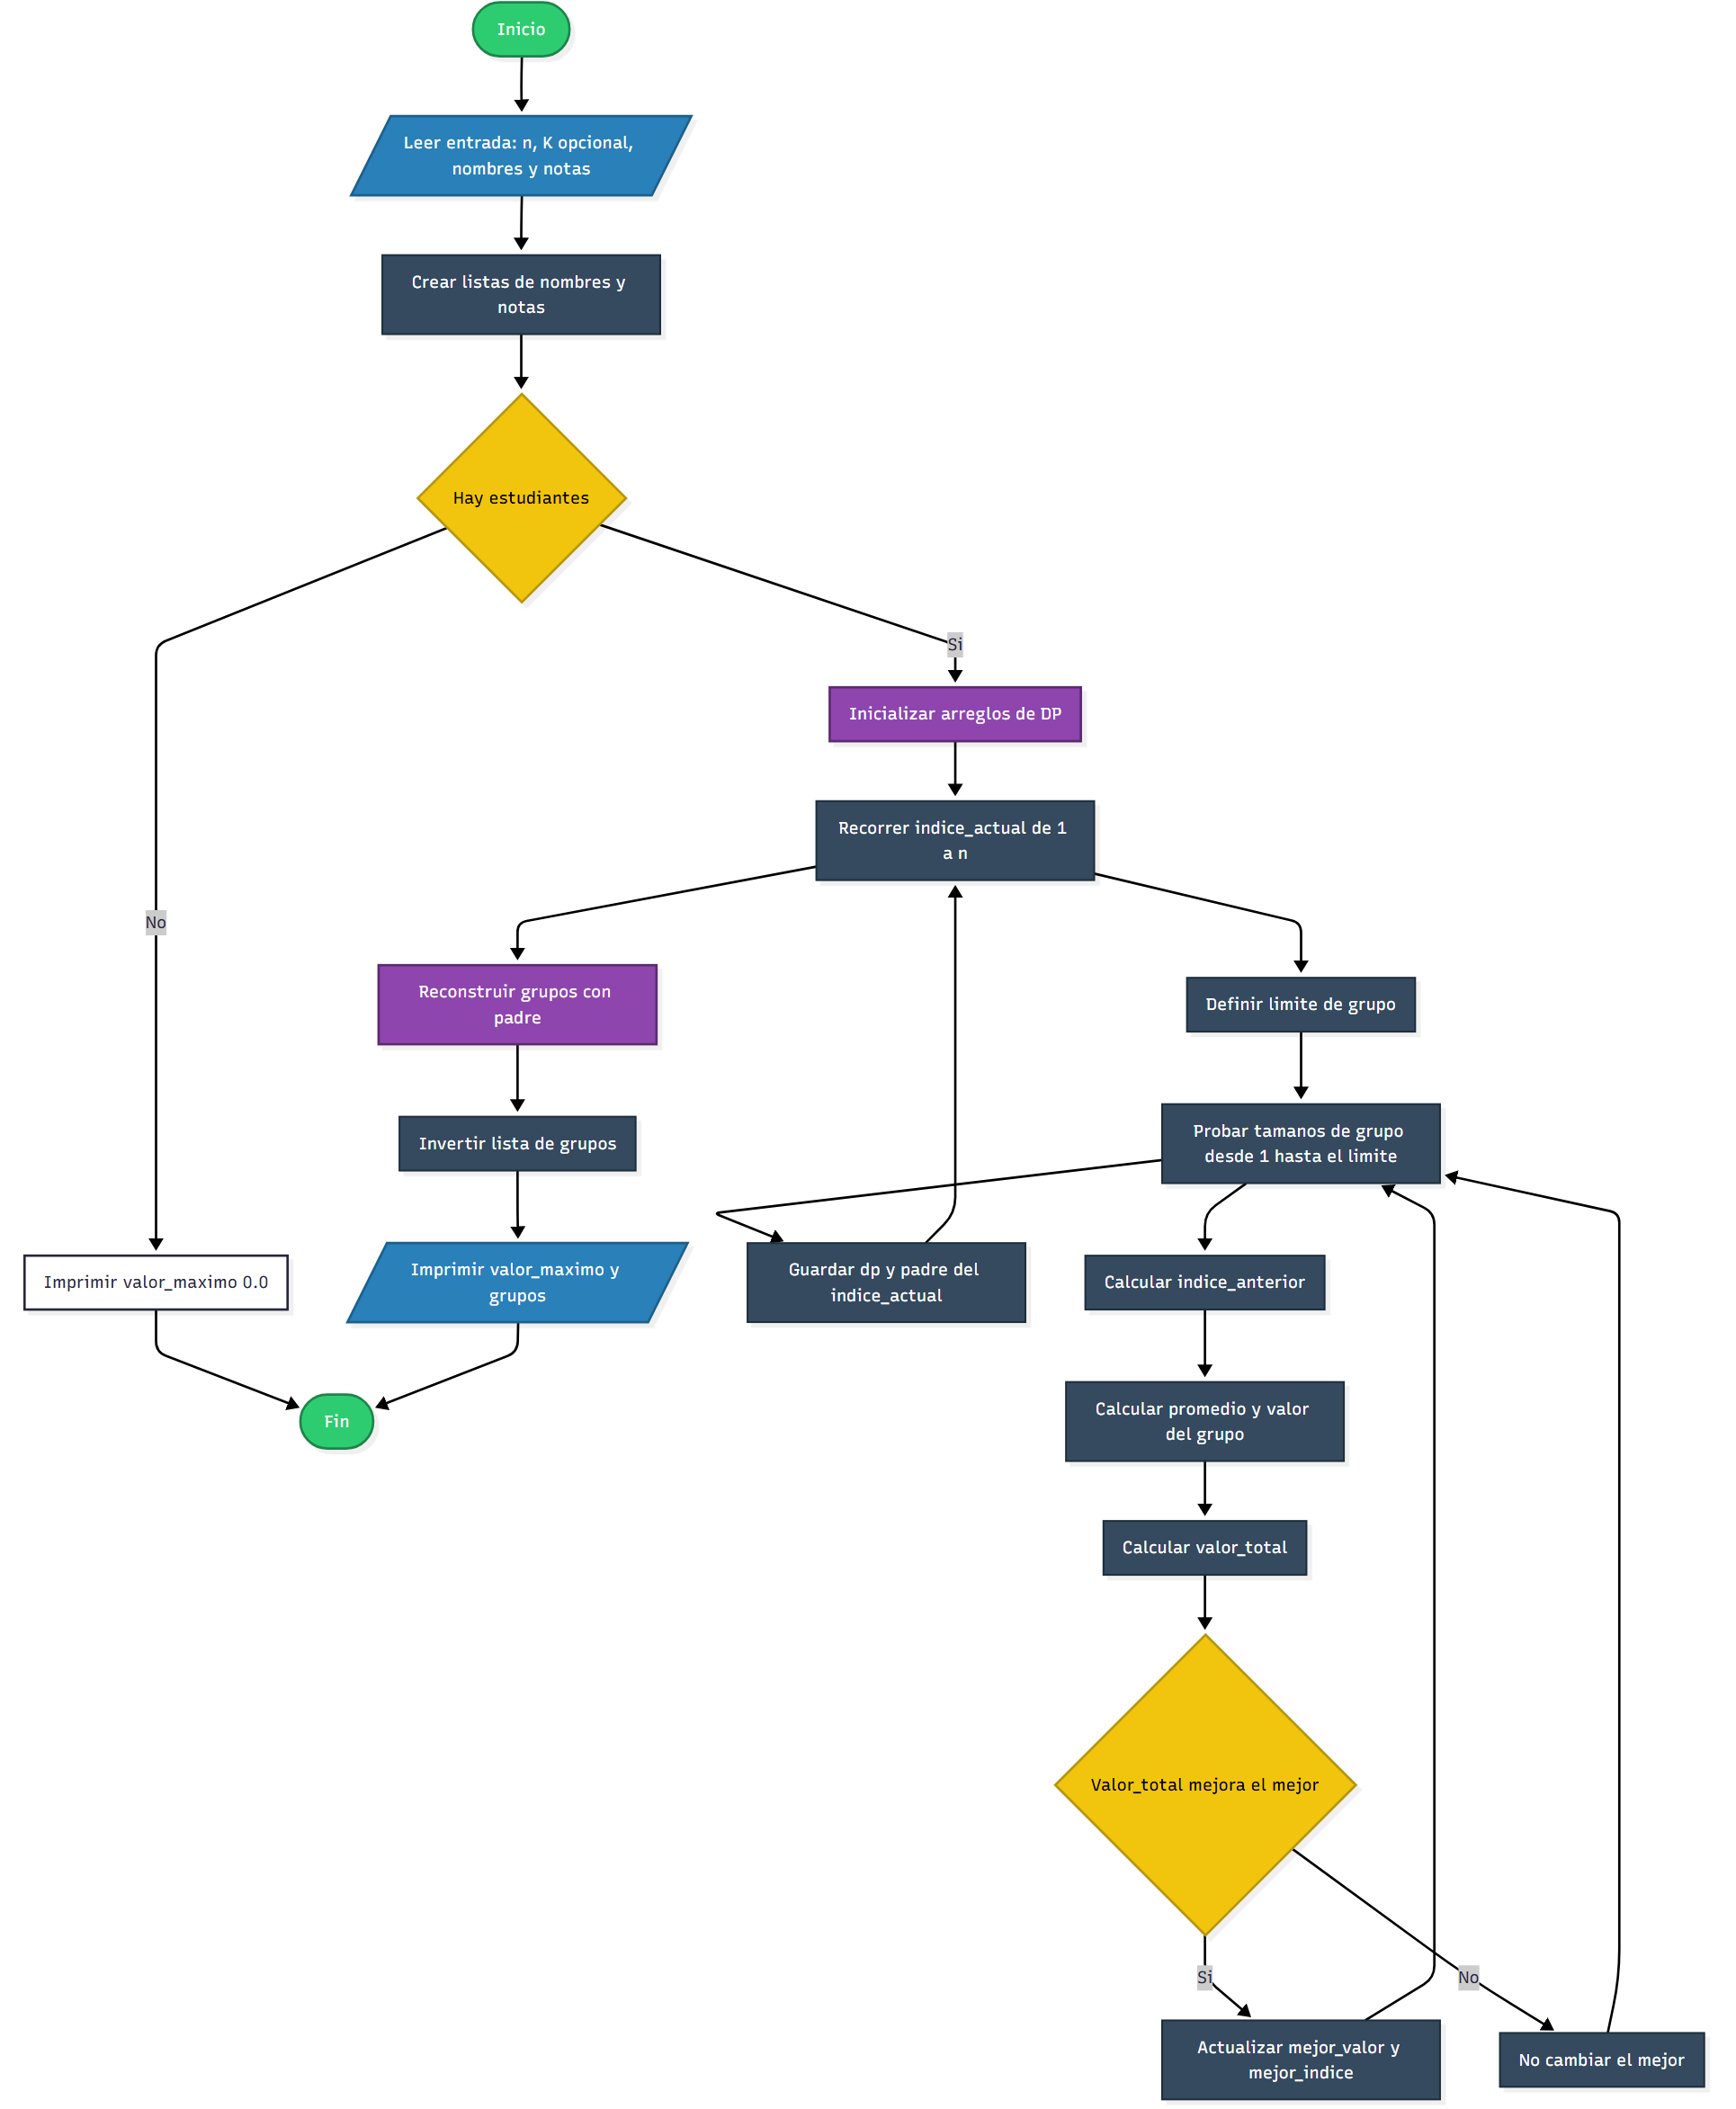 Inicio
Leer entrada: n, K opcional,
nombres y notas
Crear listas de nombres y
notas
Hay estudiantes
Si
Inicializar arreglos de DP
Recorrer indice_actual de 1
a n
No
Reconstruir grupos con
padre
Definir limite de grupo
Invertir lista de grupos
Probar tamanos de grupo
desde 1 hasta el limite
Imprimir valor_maximo 0.0
Imprimir valor_maximo y
grupos
Guardar dp y padre del
indice_actual
Calcular indice_anterior
Fin
Calcular promedio y valor
del grupo
Calcular valor_total
Valor_total mejora el mejor
Si
No
Actualizar mejor_valor y
mejor_indice
No cambiar el mejor